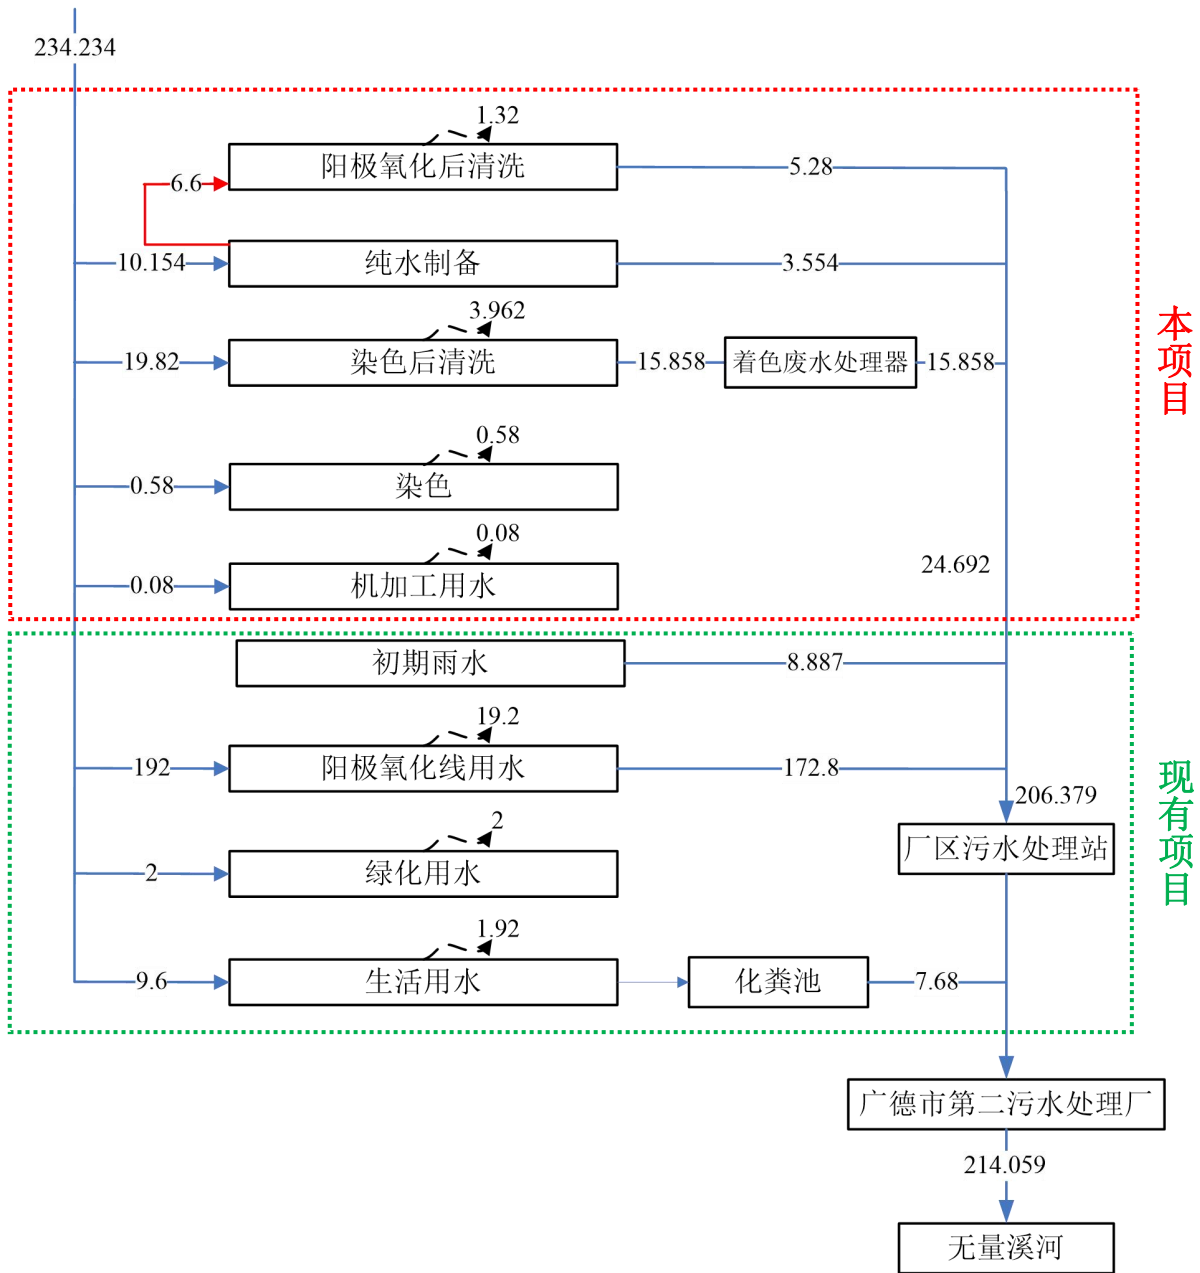 234.234
1.32
阳极氧化后清洗
5.28
6.6
10.154
纯水制备
3.554
3.962
19.82
染色后清洗
15.858
着色废水处理器
15.858
本项目
0.58
0.58
染色
0.08
0.08
机加工用水
24.692
初期雨水
8.887
19.2
192
阳极氧化线用水
172.8
206.379
现有项目
2
2
绿化用水
厂区污水处理站
1.92
9.6
生活用水
化粪池
7.68
广德市第二污水处理厂
214.059
无量溪河